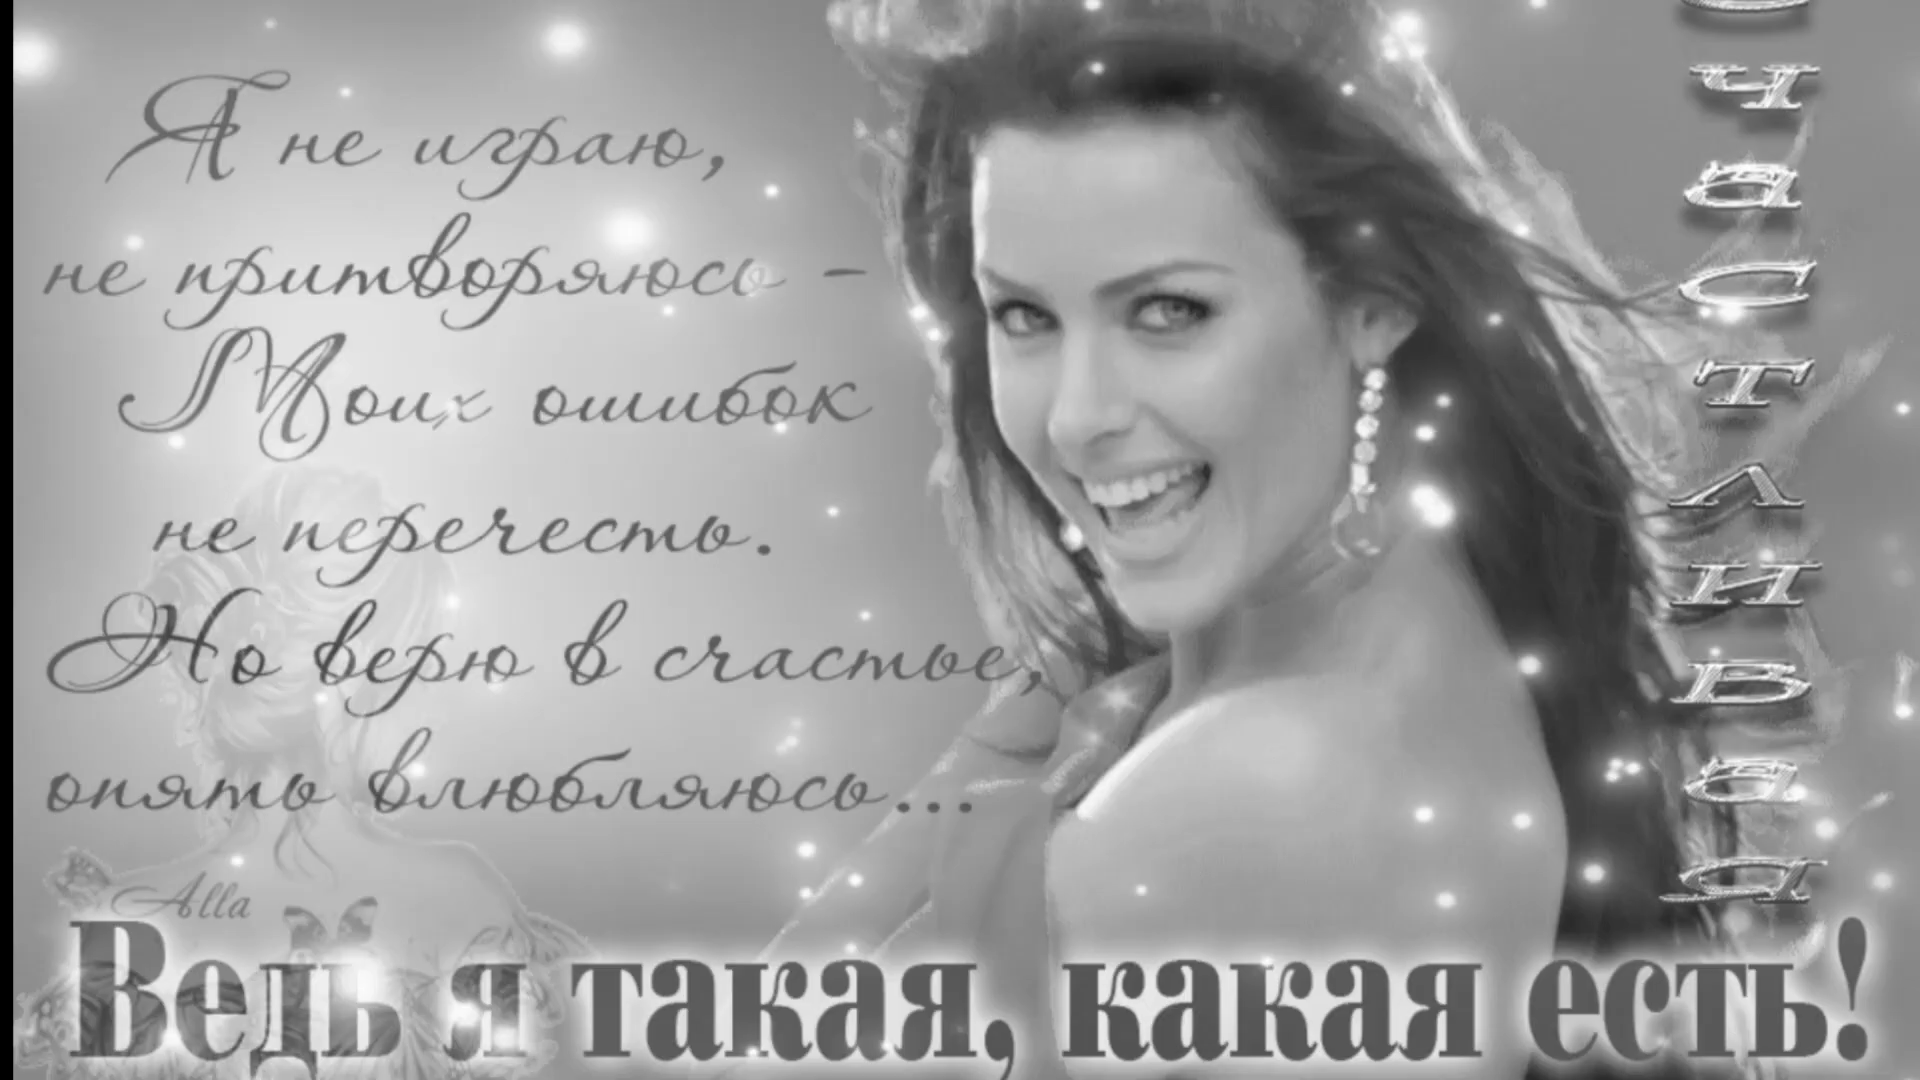 Я не играю,
не притворяюсь –
Моих ошибок
не перечесть.
Но верю в счастье,
опять влюбляюсь...
Alla
Ведь я такая, какая есть!
Счастливая